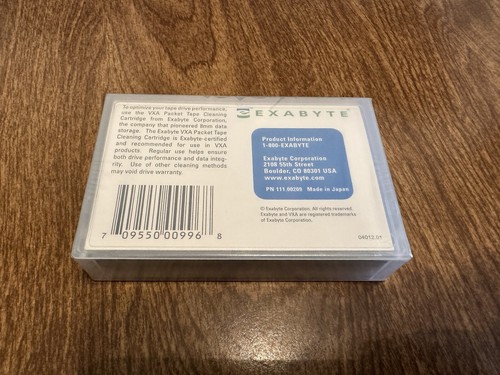 To optimize your tape drive performance,
use the VXA Packet Tape Cleaning
Cartridge from Exabyte Corporation,
the company that pioneered 8mm data
storage. The Exabyte VXA Packet Tape
Cleaning Cartridge is Exabyte-certified
and recommended for use in VXA
products. Regular use helps ensure
both drive performance and data integ-
rity. Use of other cleaning methods
may void drive warranty.
7 09550 00996 8
EXABYTE
Product Information
1-800-EXABYTE
Exabyte Corporation
2108 55th Street
Boulder, CO 80301 USA
www.exabyte.com
PN 111.00205 Made in Japan
© Exabyte Corporation. All rights reserved.
Exabyte and VXA are registered trademarks
of Exabyte Corporation.
04012.01